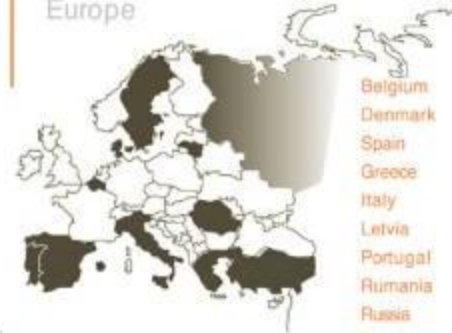 Europe
Belgium
Denmark
Spain
Greece
Italy
Letvia
Portugal
Rumania
Russia